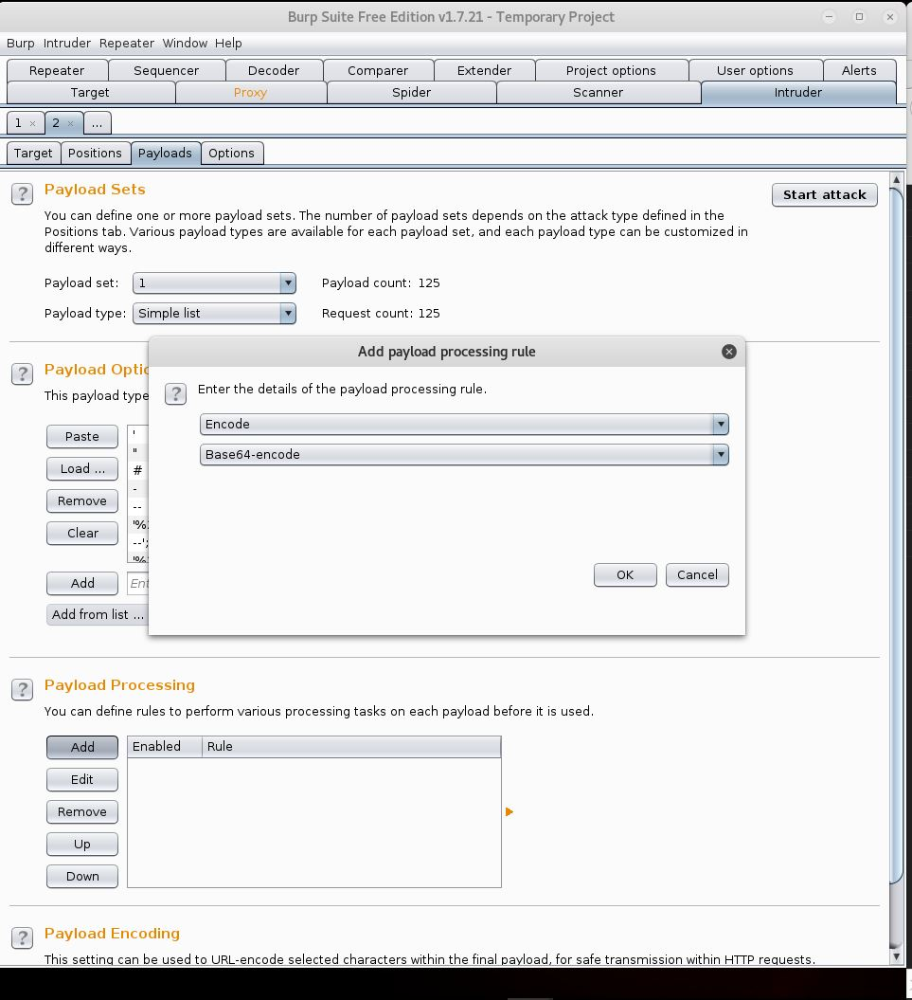 Burp Suite Free Edition v1.7.21 - Temporary Project
Burp Intruder Repeater Window Help
Repeater Sequencer Decoder Comparer Extender Project options User options Alerts
Target Proxy Spider Scanner Intruder
1 × 2 × ...
Target Positions Payloads Options
? Payload Sets
Start attack
You can define one or more payload sets. The number of payload sets depends on the attack type defined in the
Positions tab. Various payload types are available for each payload set, and each payload type can be customized in
different ways.
Payload set: 1 Payload count: 125
Payload type: Simple list Request count: 125
Add payload processing rule
? Enter the details of the payload processing rule.
Encode
Base64-encode
OK Cancel
? Payload Optio
This payload type
Paste '
"
Load ... #
-
Remove --
'%
Clear --';
'%
Add Ent
Add from list ...
? Payload Processing
You can define rules to perform various processing tasks on each payload before it is used.
Add Enabled Rule
Edit
Remove
Up
Down
? Payload Encoding
This setting can be used to URL-encode selected characters within the final payload, for safe transmission within HTTP requests.